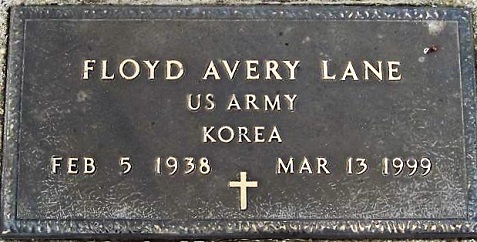 FLOYD AVERY LANE
US ARMY
KOREA
FEB 5 1938 MAR 13 1999